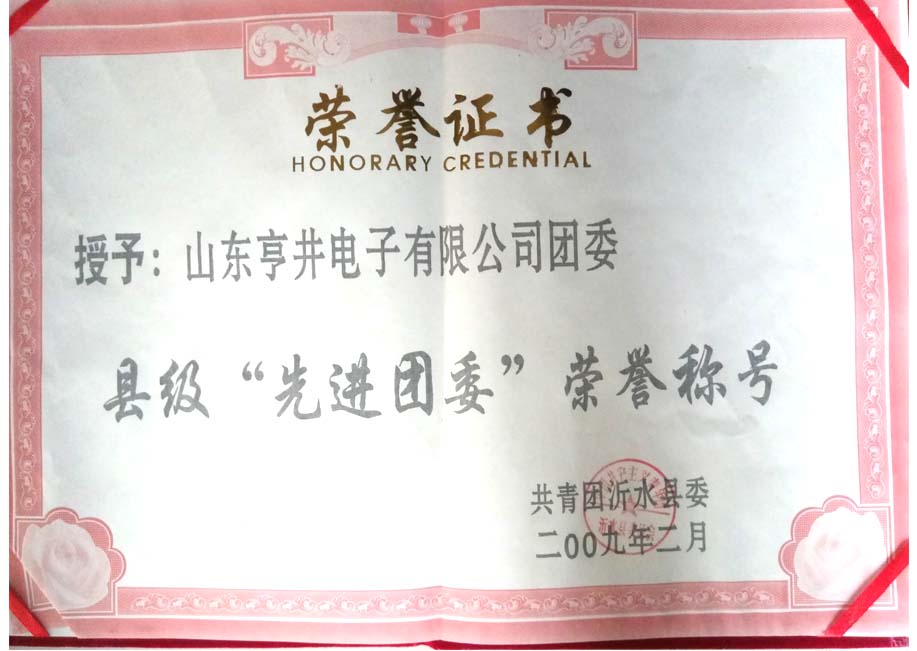 荣誉证书
HONORARY CREDENTIAL
授予：山东亨井电子有限公司团委
县级“先进团委”荣誉称号
共青团沂水县委
二00九年二月